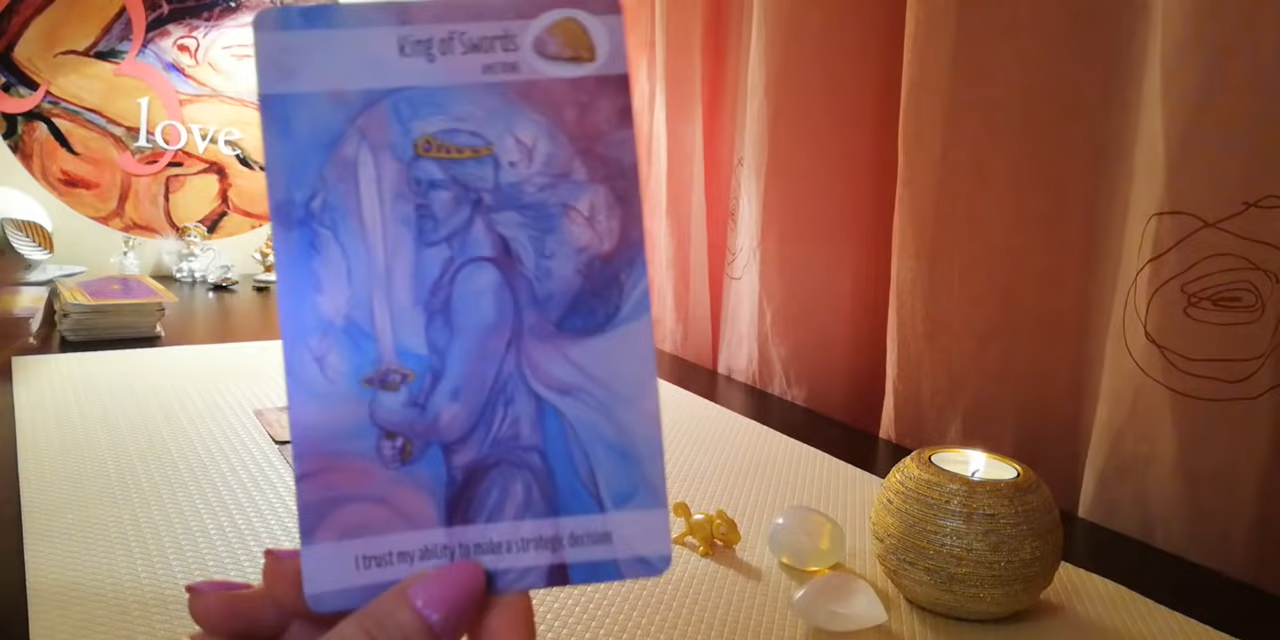 King of Swords
love
I trust my ability to make a strategic decision